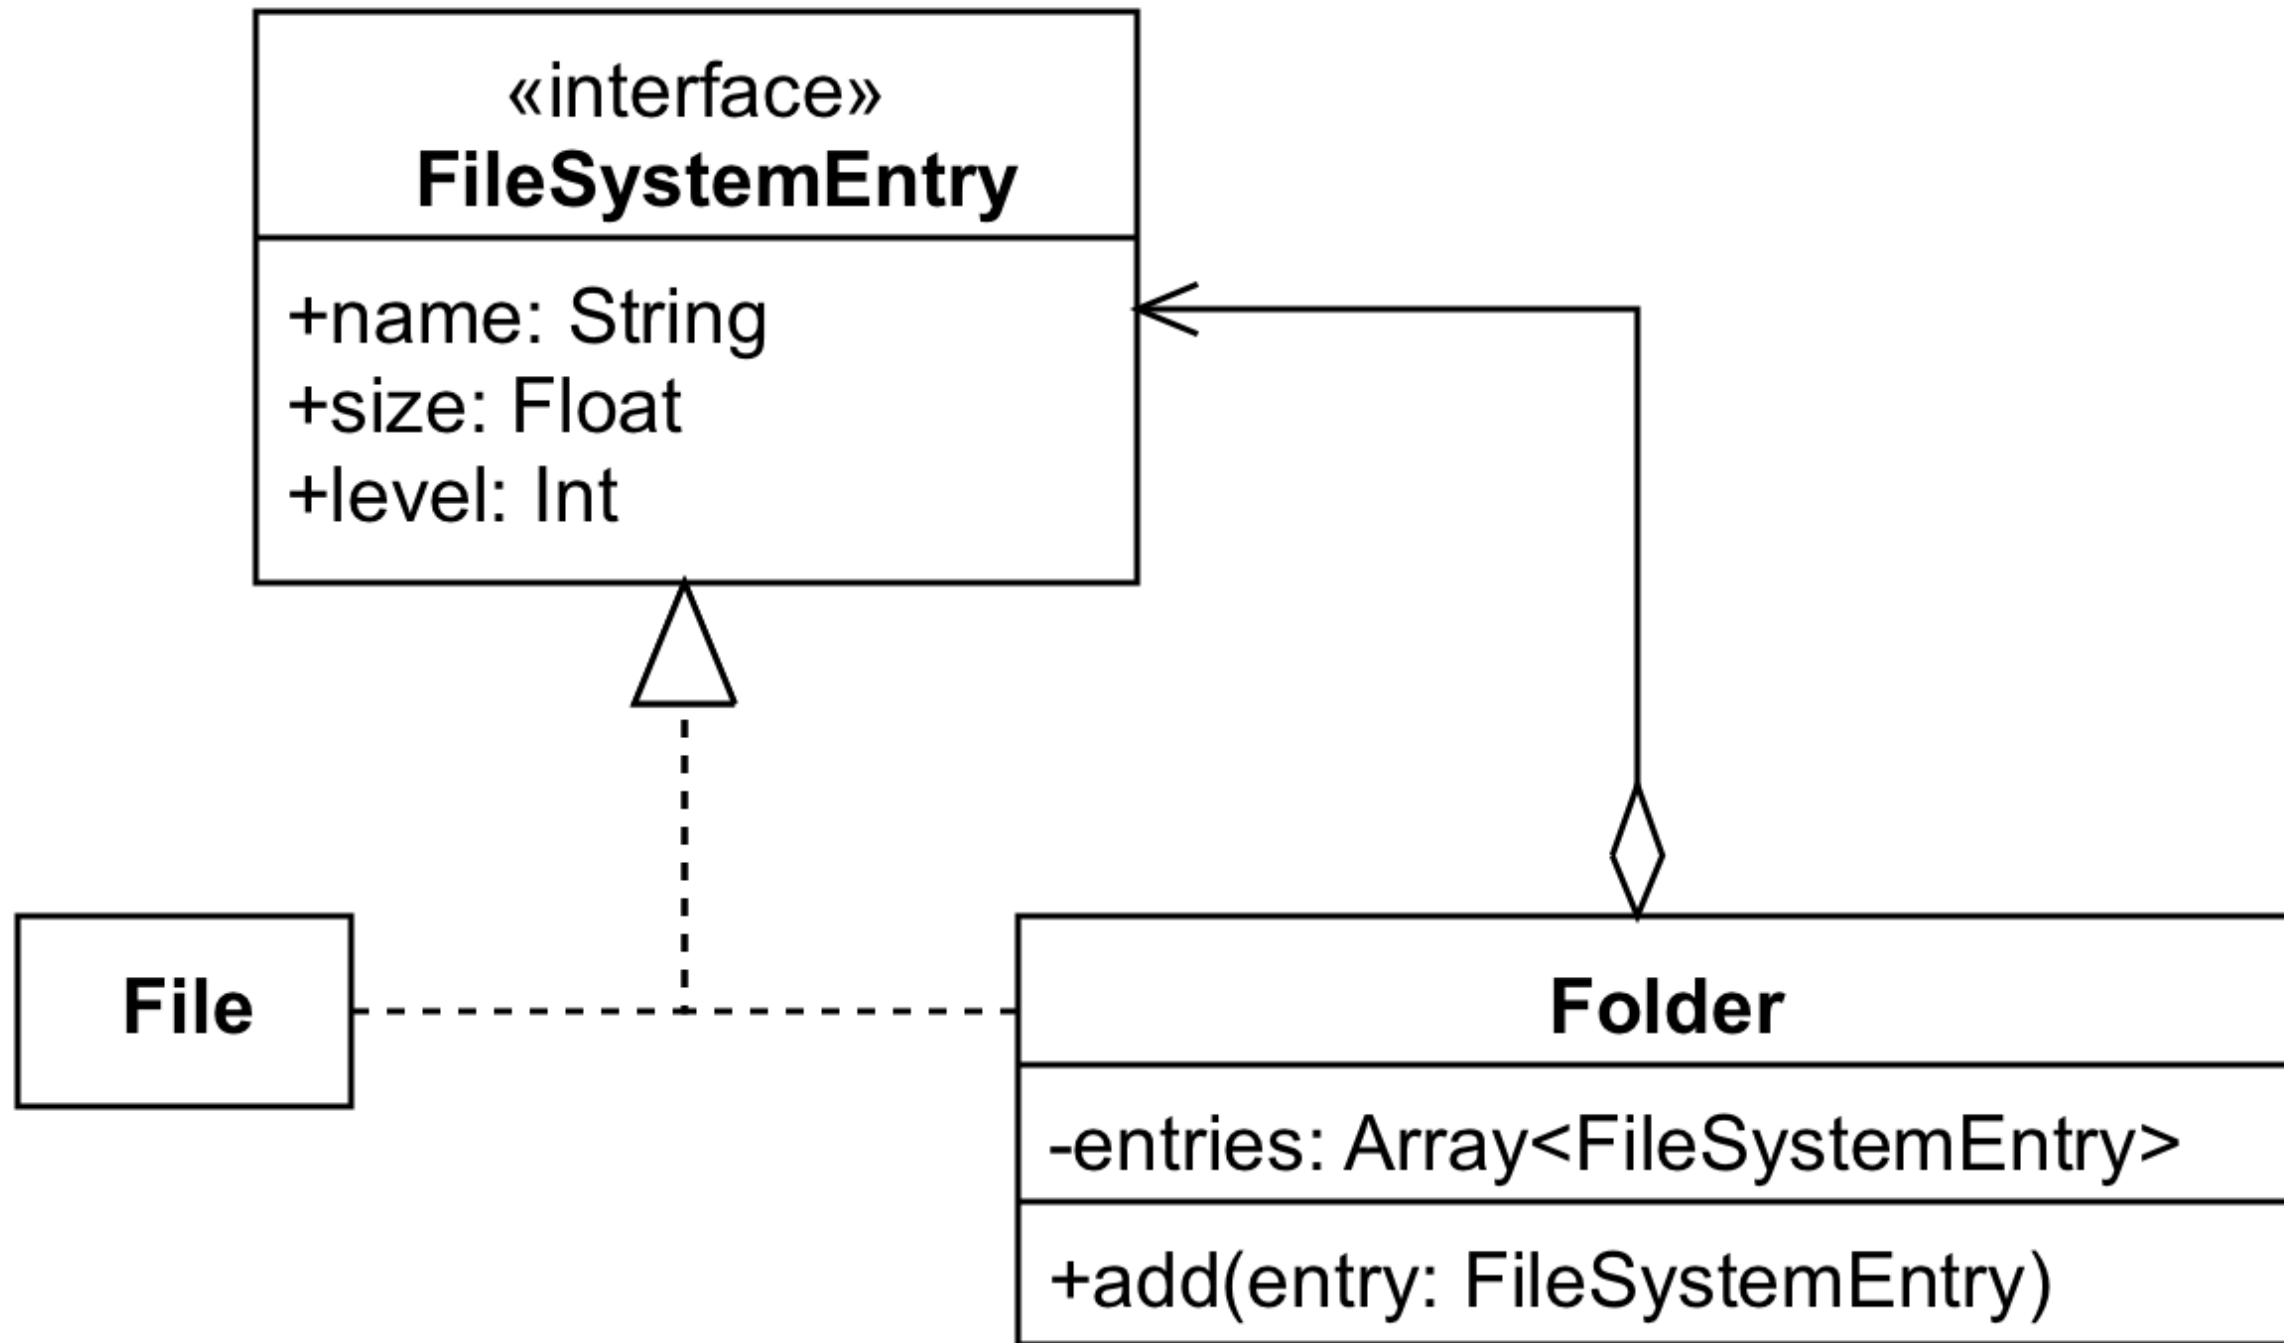 «interface»
FileSystemEntry
+name: String
+size: Float
+level: Int
File
Folder
-entries: Array<FileSystemEntry>
+add(entry: FileSystemEntry)